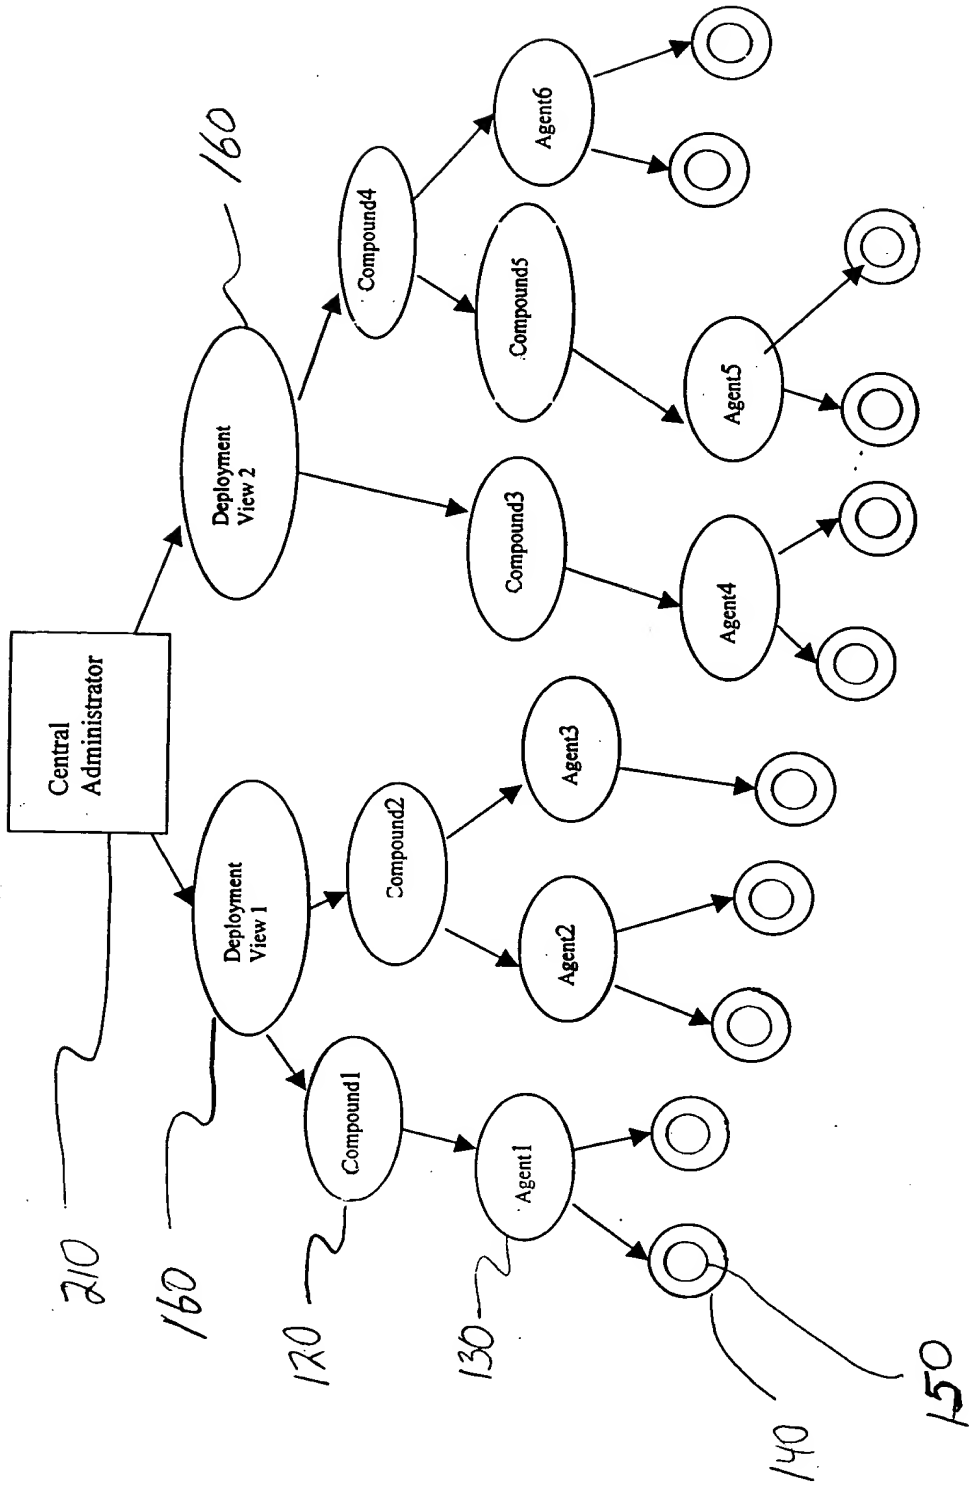 Central
Administrator
210
160
Deployment
View 1
Deployment
View 2
160
120
Compound1
Compound2
Compound4
130
Agent1
Agent2
Agent3
Compound3
Compound5
Agent6
Agent4
Agent5
140
150